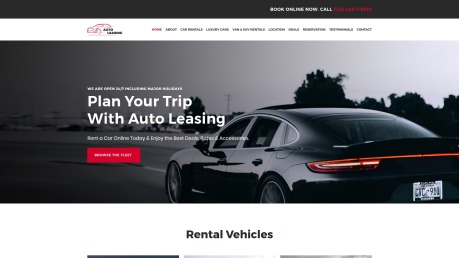 BOOK ONLINE NOW. CALL
AUTO
LEASING
HOME ABOUT CAR RENTALS LUXURY CARS VAN & SUV RENTALS LOCATION DEALS RESERVATION TESTIMONIALS CONTACT
WE ARE OPEN 24/7 INCLUDING MAJOR HOLIDAYS
Plan Your Trip
With Auto Leasing
Rent a Car Online Today & Enjoy the Best Deals, Rates & Accessories.
BROWSE THE FLEET
Rental Vehicles